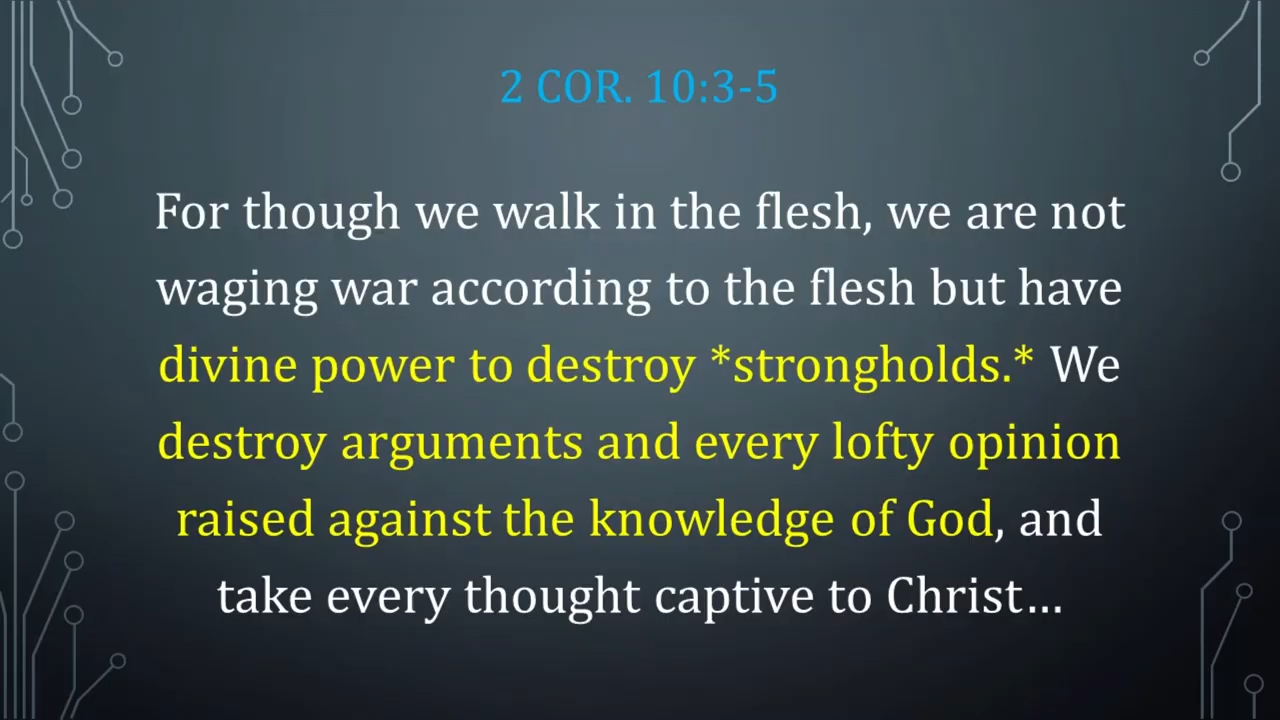 2 COR. 10:3-5
For though we walk in the flesh, we are not
waging war according to the flesh but have
divine power to destroy *strongholds.* We
destroy arguments and every lofty opinion
raised against the knowledge of God, and
take every thought captive to Christ…